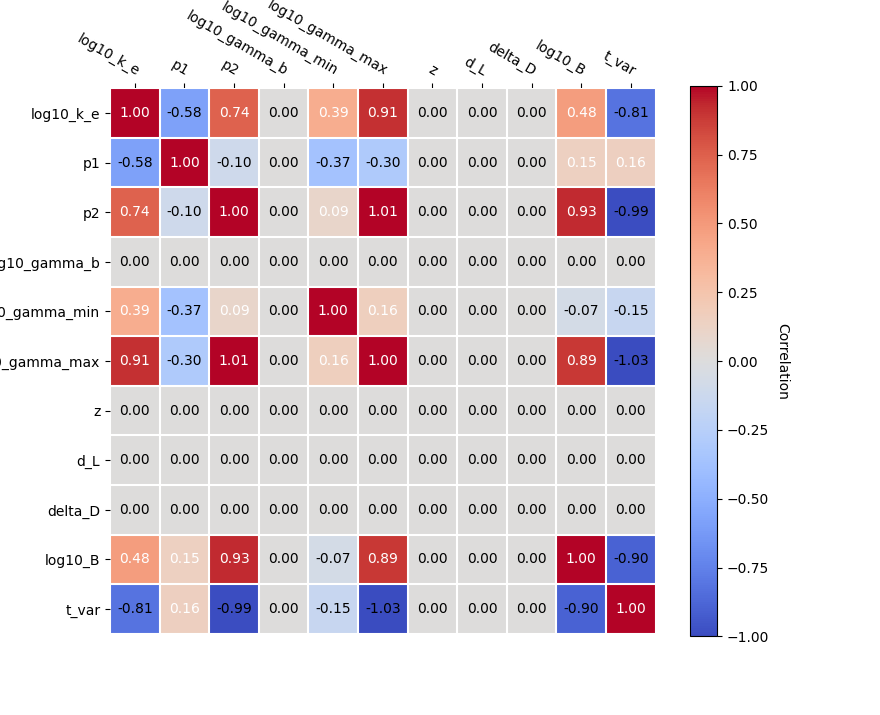 log10_k_e p1 p2 log10_gamma_b log10_gamma_min log10_gamma_max z d_L delta_D log10_B t_var
log10_k_e 1.00 -0.58 0.74 0.00 0.39 0.91 0.00 0.00 0.00 0.48 -0.81
p1 -0.58 1.00 -0.10 0.00 -0.37 -0.30 0.00 0.00 0.00 0.15 0.16
p2 0.74 -0.10 1.00 0.00 0.09 1.01 0.00 0.00 0.00 0.93 -0.99
g10_gamma_b 0.00 0.00 0.00 0.00 0.00 0.00 0.00 0.00 0.00 0.00 0.00
0_gamma_min 0.39 -0.37 0.09 0.00 1.00 0.16 0.00 0.00 0.00 -0.07 -0.15
0_gamma_max 0.91 -0.30 1.01 0.00 0.16 1.00 0.00 0.00 0.00 0.89 -1.03
z 0.00 0.00 0.00 0.00 0.00 0.00 0.00 0.00 0.00 0.00 0.00
d_L 0.00 0.00 0.00 0.00 0.00 0.00 0.00 0.00 0.00 0.00 0.00
delta_D 0.00 0.00 0.00 0.00 0.00 0.00 0.00 0.00 0.00 0.00 0.00
log10_B 0.48 0.15 0.93 0.00 -0.07 0.89 0.00 0.00 0.00 1.00 -0.90
t_var -0.81 0.16 -0.99 0.00 -0.15 -1.03 0.00 0.00 0.00 -0.90 1.00
1.00
0.75
0.50
0.25
0.00
−0.25
−0.50
−0.75
−1.00
Correlation